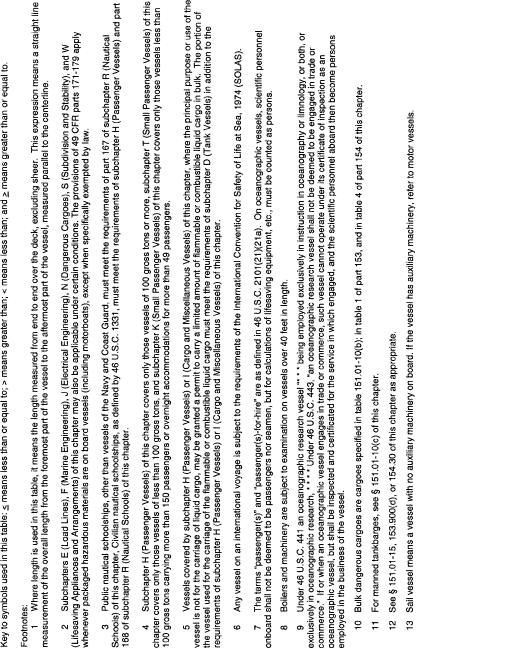 Key to symbols used in this table: ≤ means less than or equal to; > means greater than; < means less than; and ≥ means greater than or equal to.
Footnotes:
1 Where length is used in this table, it means the length measured from end to end over the deck, excluding sheer. This expression means a straight line
measurement of the overall length from the foremost part of the vessel to the aftermost part of the vessel, measured parallel to the centerline.
2 Subchapters E (Load Lines), F (Marine Engineering), J (Electrical Engineering), N (Dangerous Cargoes), S (Subdivision and Stability), and W
(Lifesaving Appliances and Arrangements) of this chapter may also be applicable under certain conditions. The provisions of 49 CFR parts 171-179 apply
whenever packaged hazardous materials are on board vessels (including motorboats), except when specifically exempted by law.
3 Public nautical schoolships, other than vessels of the Navy and Coast Guard, must meet the requirements of part 167 of subchapter R (Nautical
Schools) of this chapter. Civilian nautical schoolships, as defined by 46 U.S.C. 1331, must meet the requirements of subchapter H (Passenger Vessels) and part
168 of subchapter R (Nautical Schools) of this chapter.
4 Subchapter H (Passenger Vessels) of this chapter covers only those vessels of 100 gross tons or more, subchapter T (Small Passenger Vessels) of this
chapter covers only those vessels of less than 100 gross tons, and subchapter K (Small Passenger Vessels) of this chapter covers only those vessels less than
100 gross tons carrying more than 150 passengers or overnight accommodations for more than 49 passengers.
5 Vessels covered by subchapter H (Passenger Vessels) or I (Cargo and Miscellaneous Vessels) of this chapter, where the principal purpose or use of the
vessel is not for the carriage of liquid cargo, may be granted a permit to carry a limited amount of flammable or combustible liquid cargo in bulk. The portion of
the vessel used for the carriage of the flammable or combustible liquid cargo must meet the requirements of subchapter D (Tank Vessels) in addition to the
requirements of subchapter H (Passenger Vessels) or I (Cargo and Miscellaneous Vessels) of this chapter.
6 Any vessel on an international voyage is subject to the requirements of the International Convention for Safety of Life at Sea, 1974 (SOLAS).
7 The terms "passenger(s)" and "passenger(s)-for-hire" are as defined in 46 U.S.C. 2101(21)(21a). On oceanographic vessels, scientific personnel
onboard shall not be deemed to be passengers nor seamen, but for calculations of lifesaving equipment, etc., must be counted as persons.
8 Boilers and machinery are subject to examination on vessels over 40 feet in length.
9 Under 46 U.S.C. 441 an oceanographic research vessel "* * * being employed exclusively in instruction in oceanography or limnology, or both, or
exclusively in oceanographic research, * * *. Under 46 U.S.C. 443, "an oceanographic research vessel shall not be deemed to be engaged in trade or
commerce." If or when an oceanographic vessel engages in trade or commerce, such vessel cannot operate under its certificate of inspection as an
oceanographic vessel, but shall be inspected and certificated for the service in which engaged, and the scientific personnel aboard then become persons
employed in the business of the vessel.
10 Bulk dangerous cargoes are cargoes specified in table 151.01-10(b); in table 1 of part 153, and in table 4 of part 154 of this chapter.
11 For manned tankbarges, see § 151.01-10(c) of this chapter.
12 See § 151.01-15, 153.900(d), or 154.30 of this chapter as appropriate.
13 Sail vessel means a vessel with no auxiliary machinery on board. If the vessel has auxiliary machinery, refer to motor vessels.